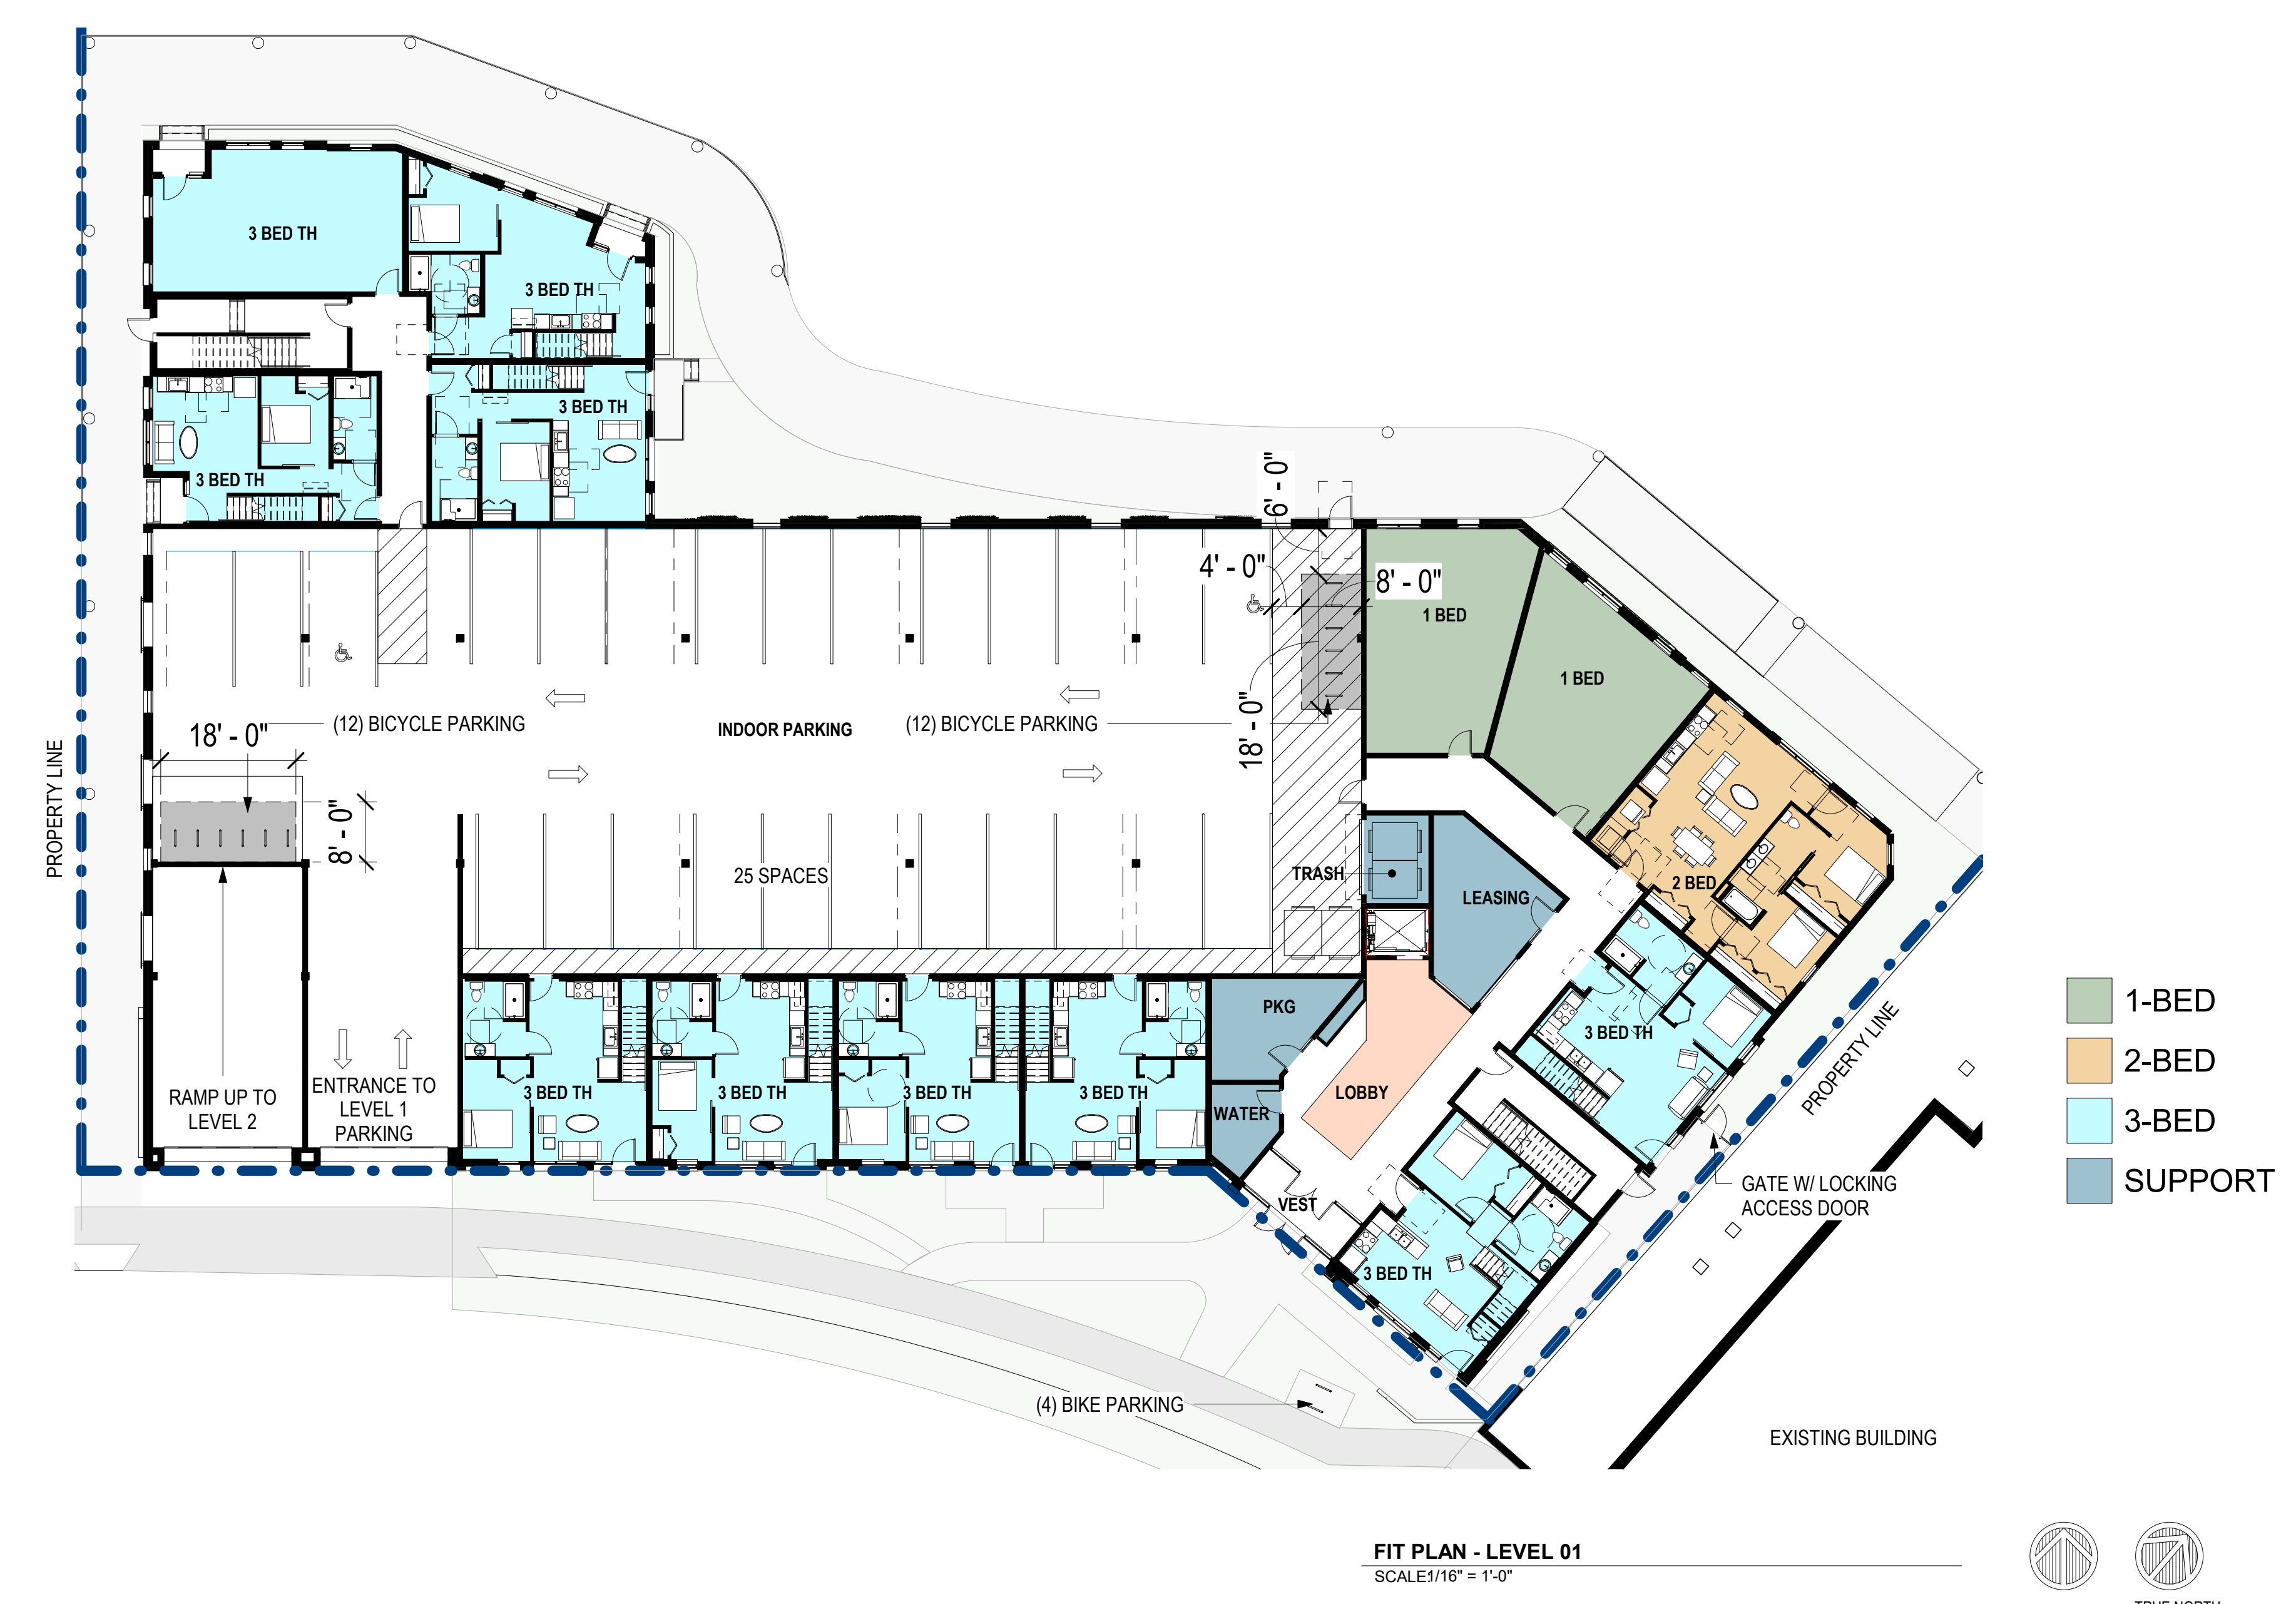 3 BED TH
3 BED TH
3 BED TH
3 BED TH
6' - 0"
4' - 0"
8' - 0"
1 BED
1 BED
18' - 0"
(12) BICYCLE PARKING
INDOOR PARKING
(12) BICYCLE PARKING
18' - 0"
PROPERTY LINE
8' - 0"
25 SPACES
TRASH
LEASING
2 BED
PKG
3 BED TH
PROPERTY LINE
RAMP UP TO
LEVEL 2
ENTRANCE TO
LEVEL 1
PARKING
3 BED TH
3 BED TH
3 BED TH
3 BED TH
WATER
LOBBY
VEST
3 BED TH
GATE W/ LOCKING
ACCESS DOOR
(4) BIKE PARKING
EXISTING BUILDING
1-BED
2-BED
3-BED
SUPPORT
FIT PLAN - LEVEL 01
SCALE: 1/16" = 1'-0"
TRUE NORTH